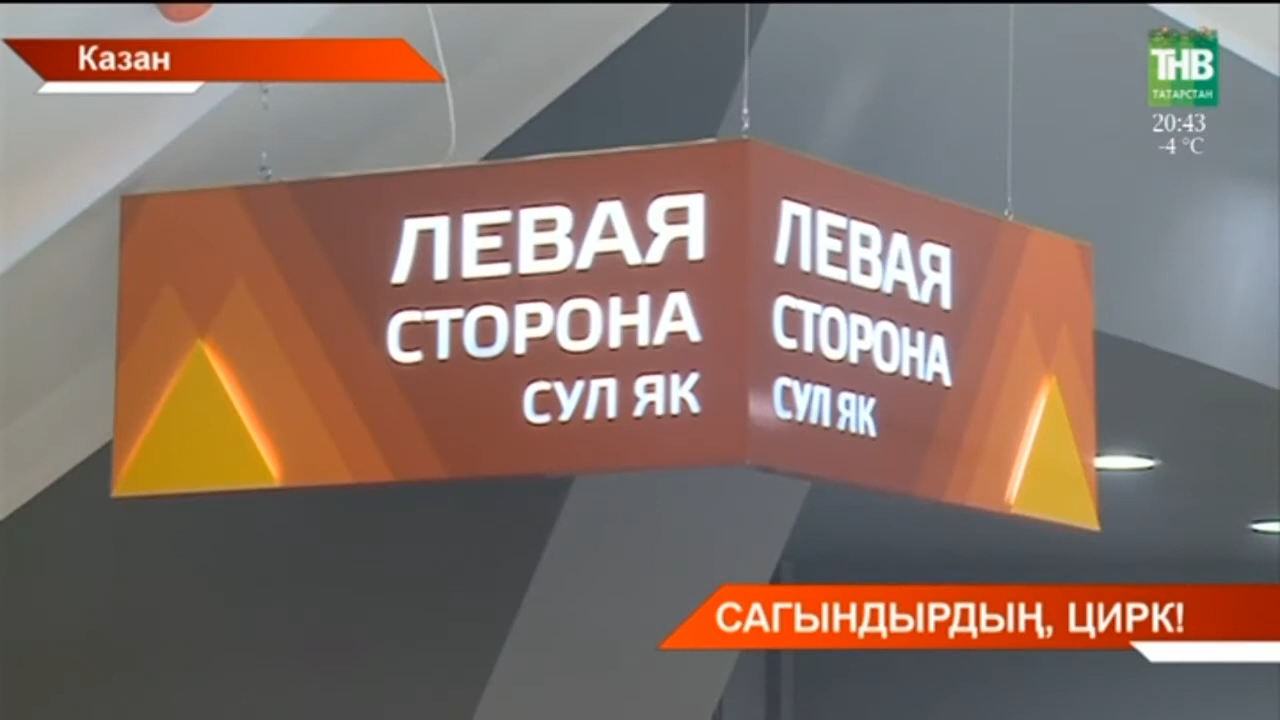 Казан
ТНВ
ТАТАРСТАН
20:43
-4 °C
ЛЕВАЯ
СТОРОНА
СУЛ ЯК
ЛЕВАЯ
СТОРОНА
СУЛ ЯК
САГЫНДЫРДЫҢ, ЦИРК!